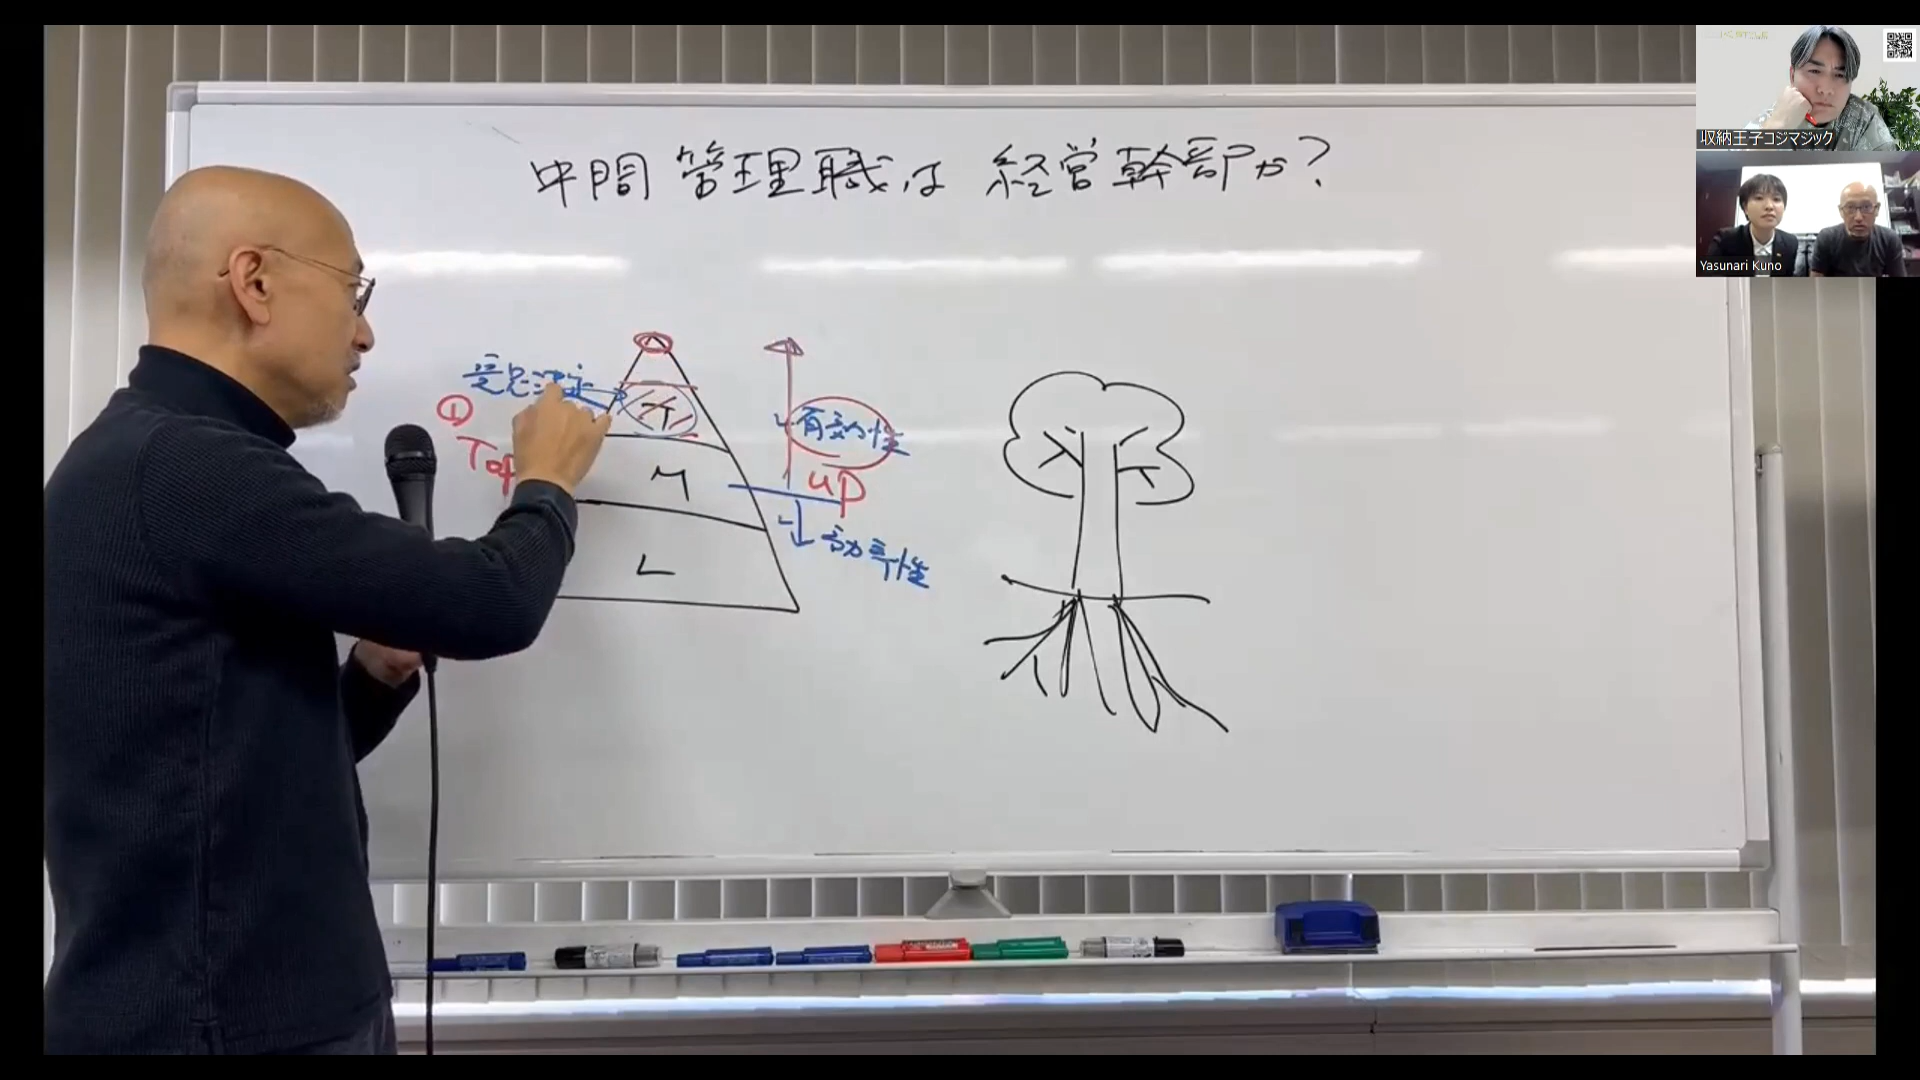 中間管理職は経営幹部か?
意思決定
①
Top
T
有効性
M
up
効率性
L
収納王子コジマジック
Yasunari Kuno